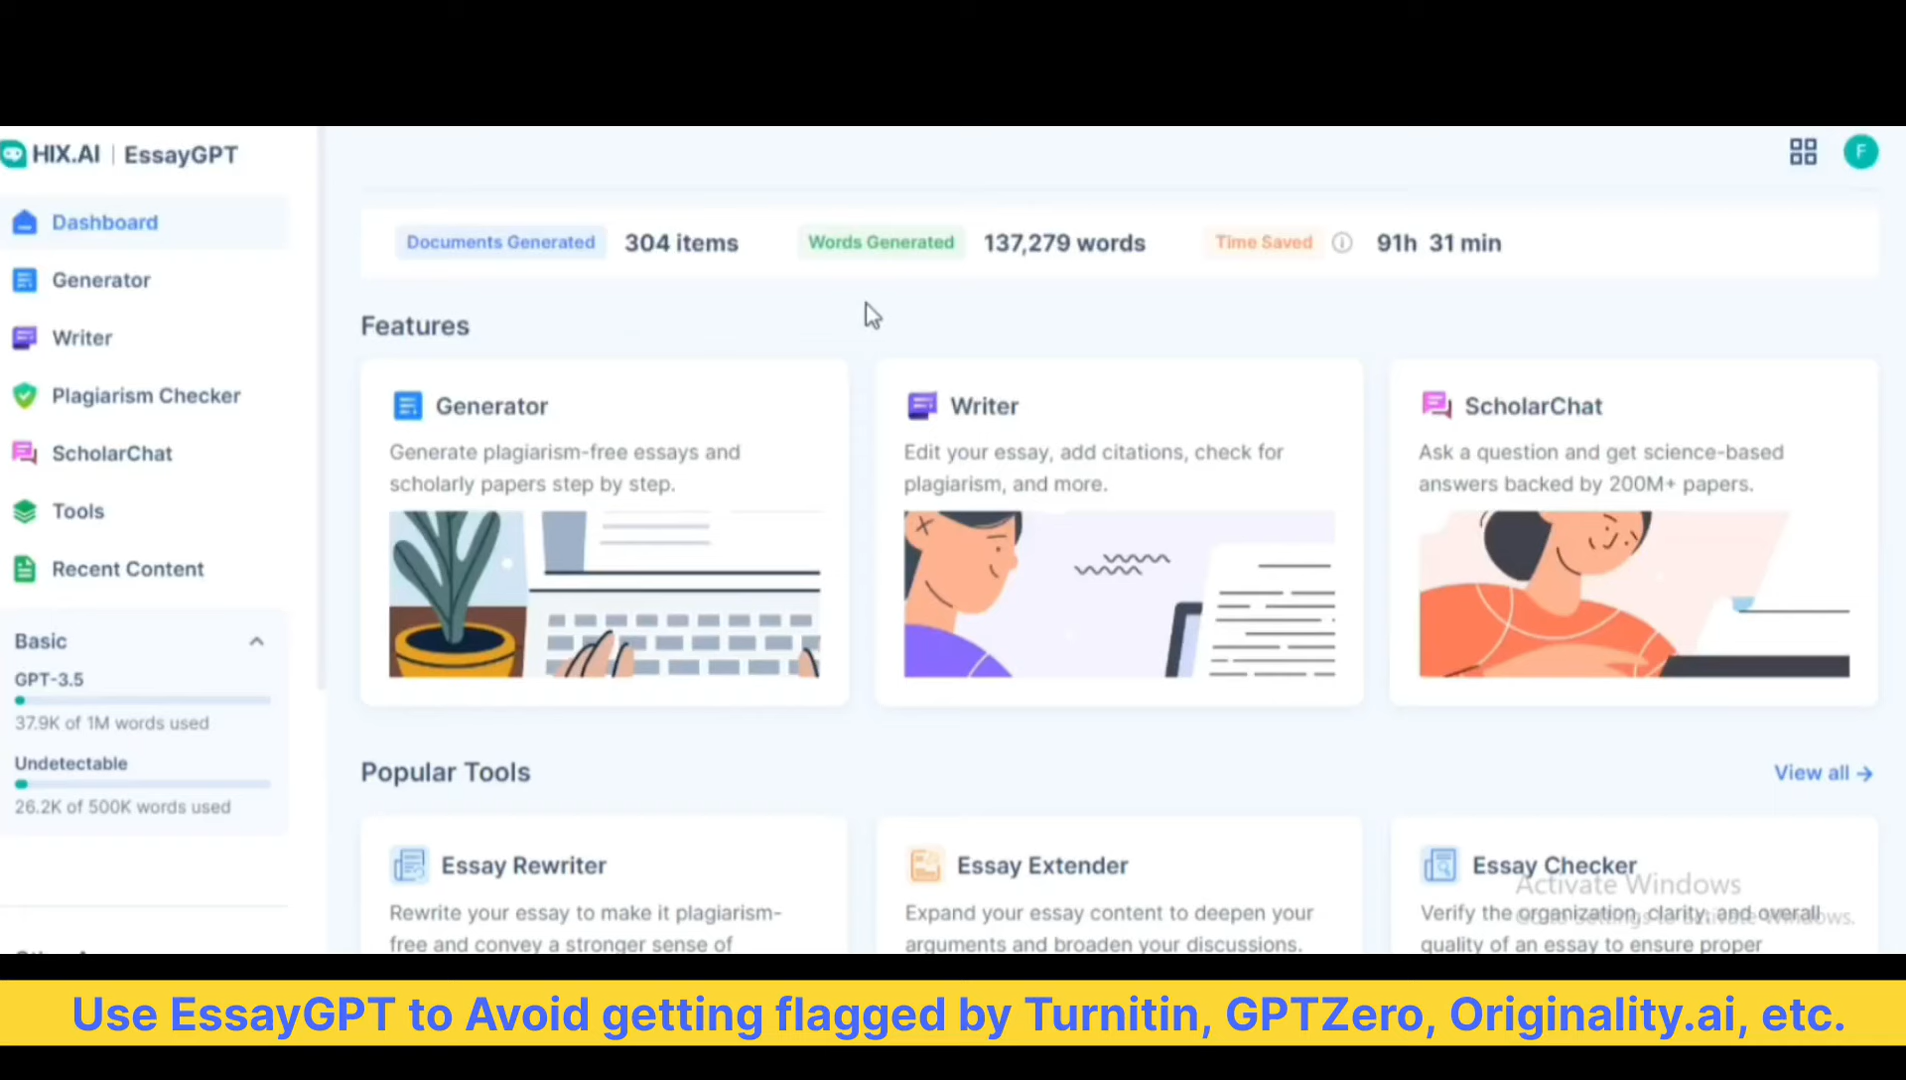 HIX.AI | EssayGPT
F
Dashboard
Generator
Writer
Plagiarism Checker
ScholarChat
Tools
Recent Content
Basic
GPT-3.5
37.9K of 1M words used
Undetectable
26.2K of 500K words used
Documents Generated 304 items Words Generated 137,279 words Time Saved 91h 31 min
Features
Generator
Generate plagiarism-free essays and
scholarly papers step by step.
Writer
Edit your essay, add citations, check for
plagiarism, and more.
ScholarChat
Ask a question and get science-based
answers backed by 200M+ papers.
Popular Tools
View all
Essay Rewriter
Rewrite your essay to make it plagiarism-
free and convey a stronger sense of
Essay Extender
Expand your essay content to deepen your
arguments and broaden your discussions.
Essay Checker
Verify the organization, clarity, and overall
quality of an essay to ensure proper
Activate Windows
Go to Settings to activate Windows.
Use EssayGPT to Avoid getting flagged by Turnitin, GPTZero, Originality.ai, etc.